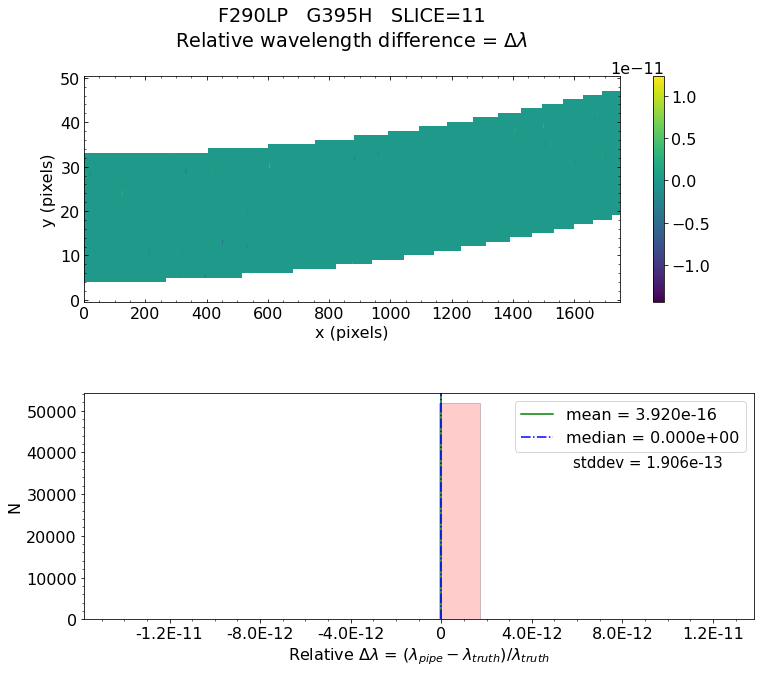 F290LP G395H SLICE=11
Relative wavelength difference = Δλ
1e−11
50
40
30
20
10
0
y (pixels)
0 200 400 600 800 1000 1200 1400 1600
x (pixels)
1.0
0.5
0.0
−0.5
−1.0
50000
40000
30000
20000
10000
0
N
mean = 3.920e-16
median = 0.000e+00
stddev = 1.906e-13
-1.2E-11 -8.0E-12 -4.0E-12 0 4.0E-12 8.0E-12 1.2E-11
Relative Δλ = (λpipe − λtruth)/λtruth